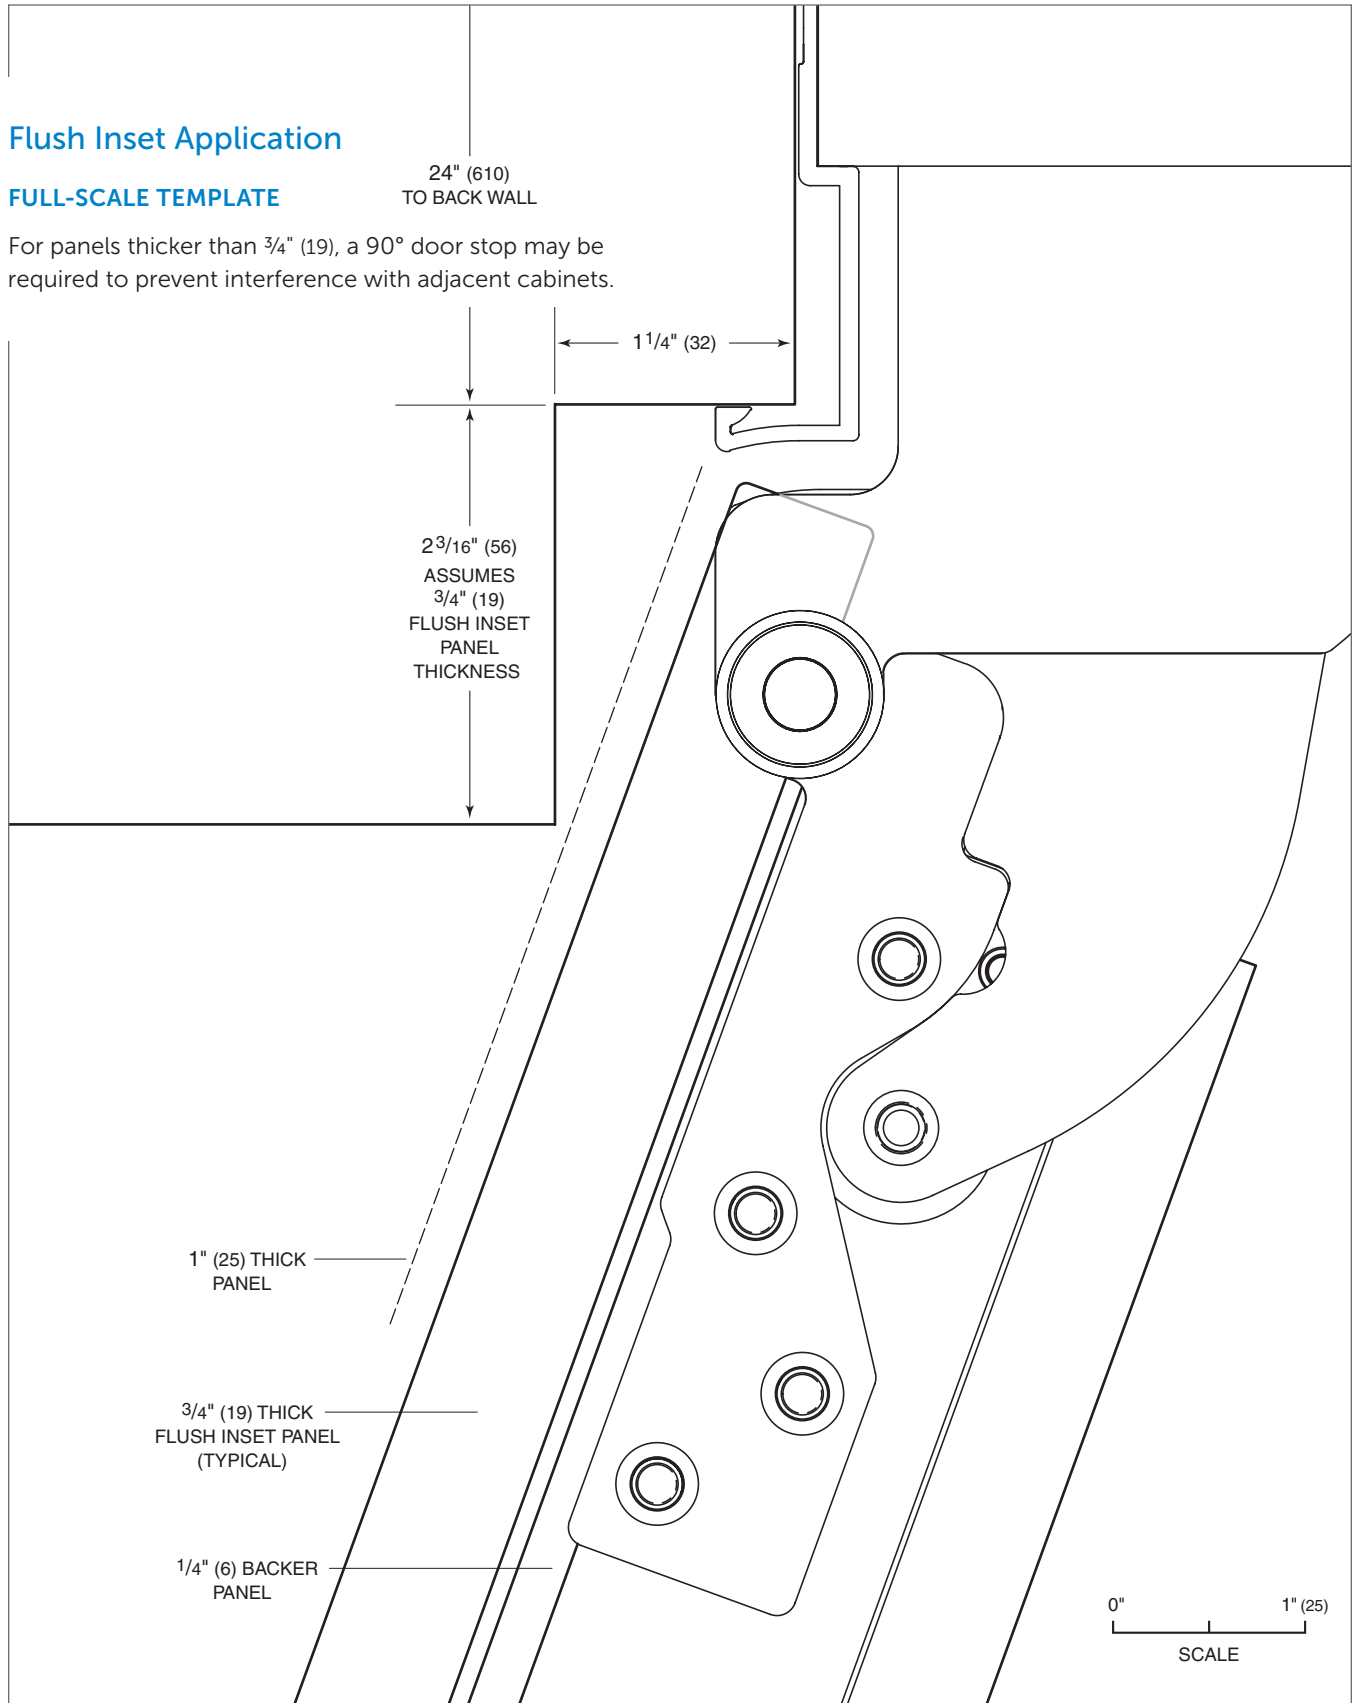 Flush Inset Application
FULL-SCALE TEMPLATE
For panels thicker than 3/4" (19), a 90° door stop may be
required to prevent interference with adjacent cabinets.
24" (610)
TO BACK WALL
1 1/4" (32)
2 3/16" (56)
ASSUMES
3/4" (19)
FLUSH INSET
PANEL
THICKNESS
1" (25) THICK
PANEL
3/4" (19) THICK
FLUSH INSET PANEL
(TYPICAL)
1/4" (6) BACKER
PANEL
0" 1" (25)
SCALE